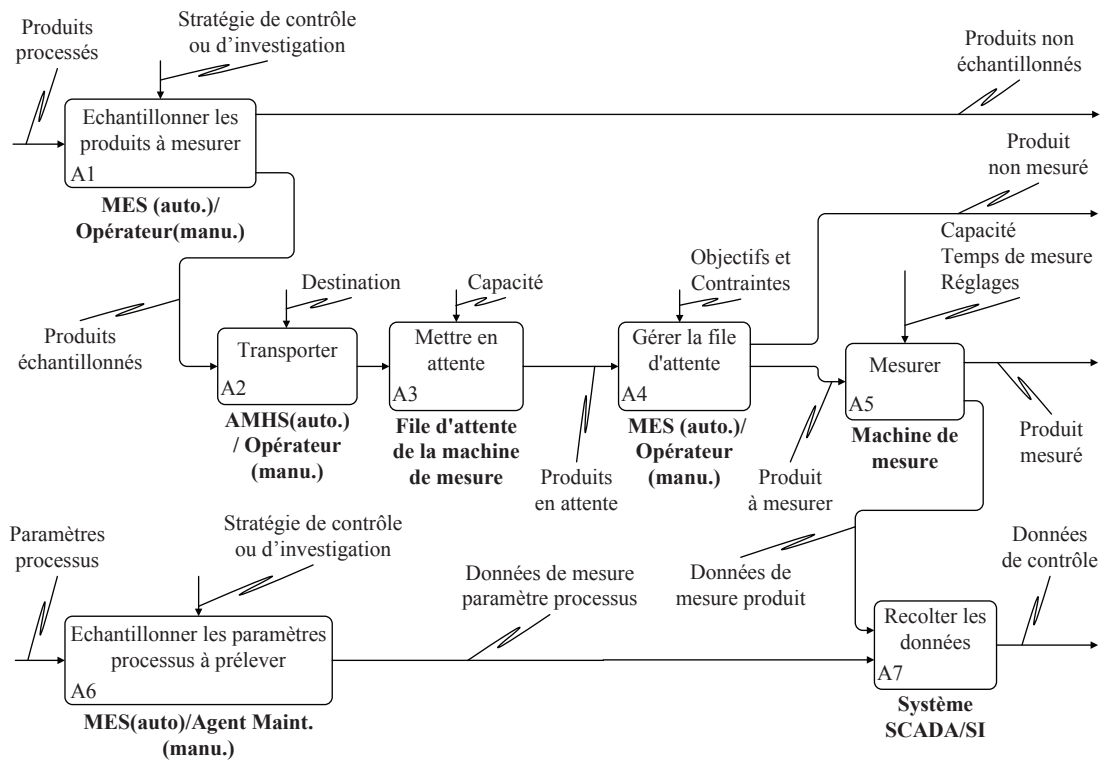 Produits
processés
Stratégie de contrôle
ou d’investigation
Produits non
échantillonnés
Echantillonner les
produits à mesurer
A1
MES (auto.)/
Opérateur(manu.)
Produit
non mesuré
Produits
échantillonnés
Destination
Transporter
A2
AMHS(auto.)
/ Opérateur
(manu.)
Capacité
Mettre en
attente
A3
File d'attente
de la machine
de mesure
Produits
en attente
Objectifs et
Contraintes
Gérer la file
d'attente
A4
MES (auto.)/
Opérateur
(manu.)
Produit
à mesurer
Capacité
Temps de mesure
Réglages
Mesurer
A5
Machine de
mesure
Produit
mesuré
Paramètres
processus
Stratégie de contrôle
ou d’investigation
Echantillonner les paramètres
processus à prélever
A6
MES(auto)/Agent Maint.
(manu.)
Données de mesure
paramètre processus
Données de
mesure produit
Recolter les
données
A7
Système
SCADA/SI
Données
de contrôle